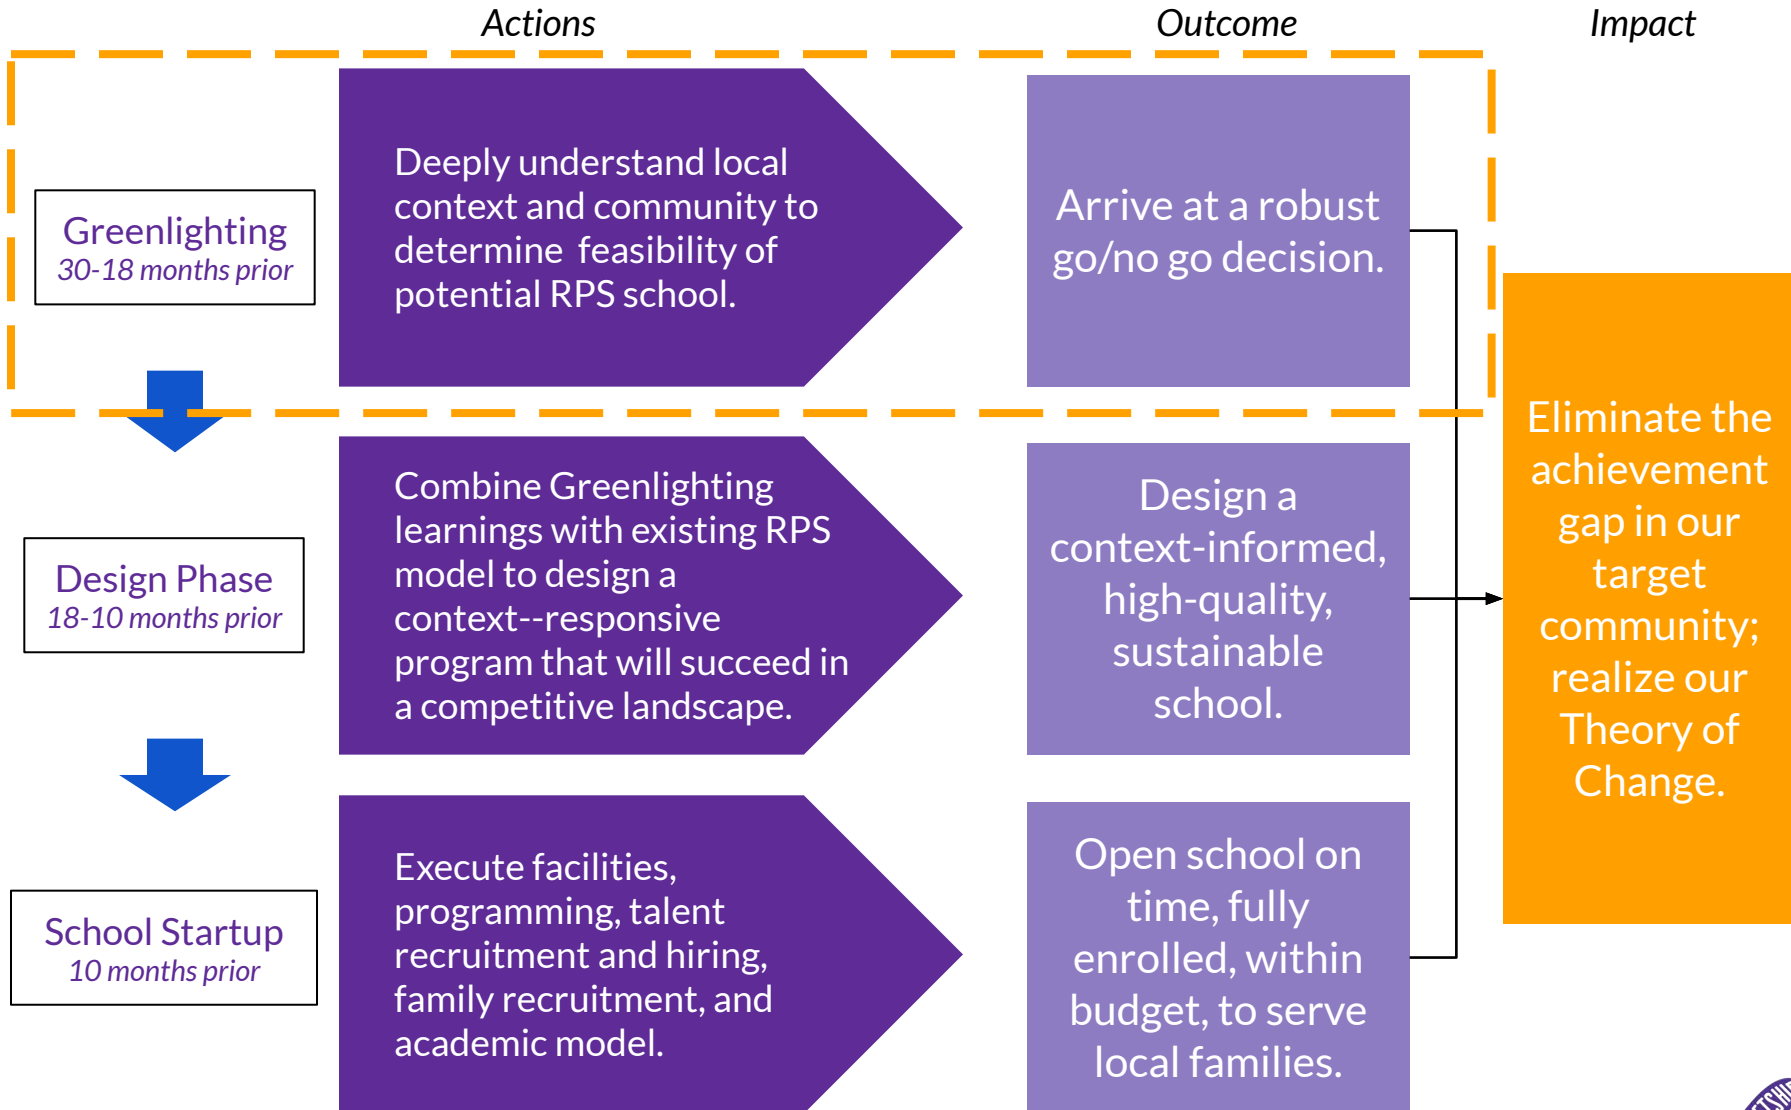 Actions
Outcome
Impact
Greenlighting
30-18 months prior
Deeply understand local
context and community to
determine  feasibility of
potential RPS school.
Arrive at a robust
go/no go decision.
Design Phase
18-10 months prior
Combine Greenlighting
learnings with existing RPS
model to design a
context--responsive
program that will succeed in
a competitive landscape.
Design a
context-informed,
high-quality,
sustainable
school.
School Startup
10 months prior
Execute facilities,
programming, talent
recruitment and hiring,
family recruitment, and
academic model.
Open school on
time, fully
enrolled, within
budget, to serve
local families.
Eliminate the
achievement
gap in our
target
community;
realize our
Theory of
Change.